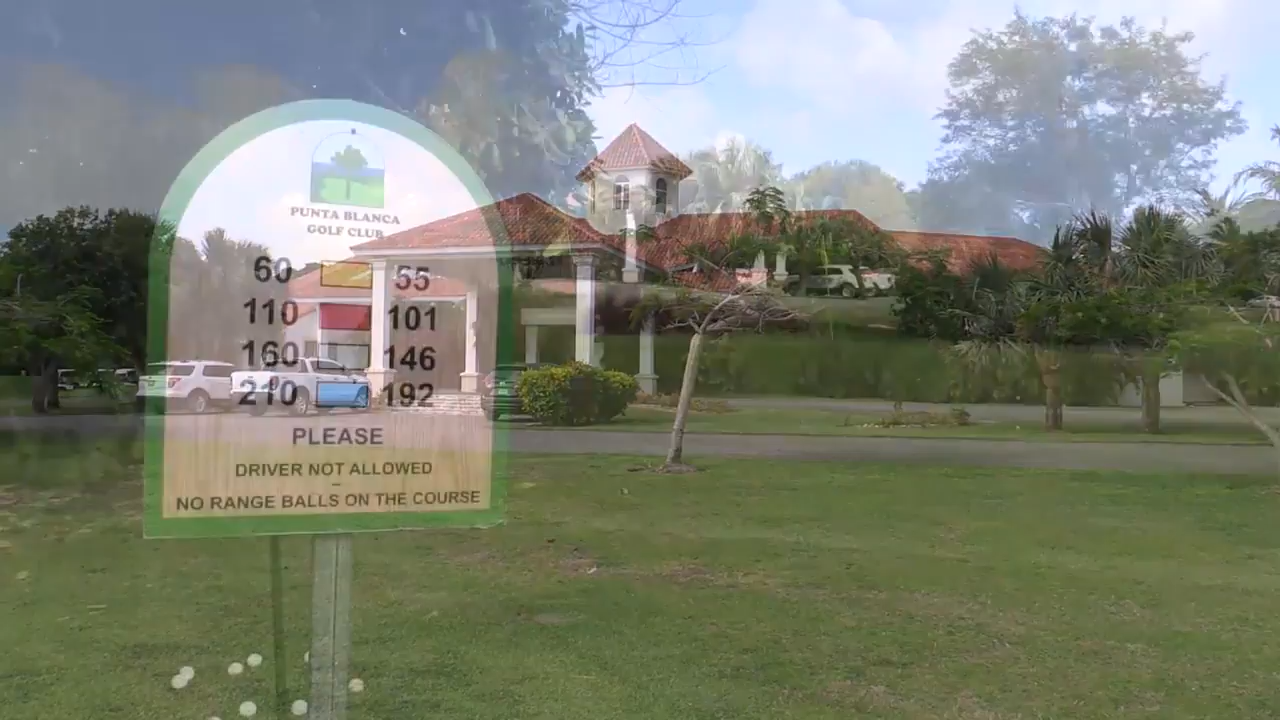 PUNTA BLANCA
GOLF CLUB
60 55
110 101
160 146
210 192
PLEASE
DRIVER NOT ALLOWED
–
NO RANGE BALLS ON THE COURSE